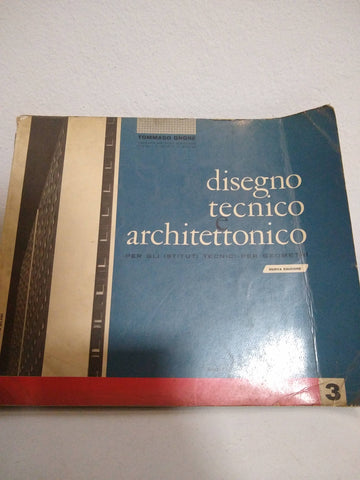 TOMMASO GNONE
disegno
tecnico
e
architettonico
PER GLI ISTITUTI TECNICI PER GEOMETRI
NUOVA EDIZIONE
3